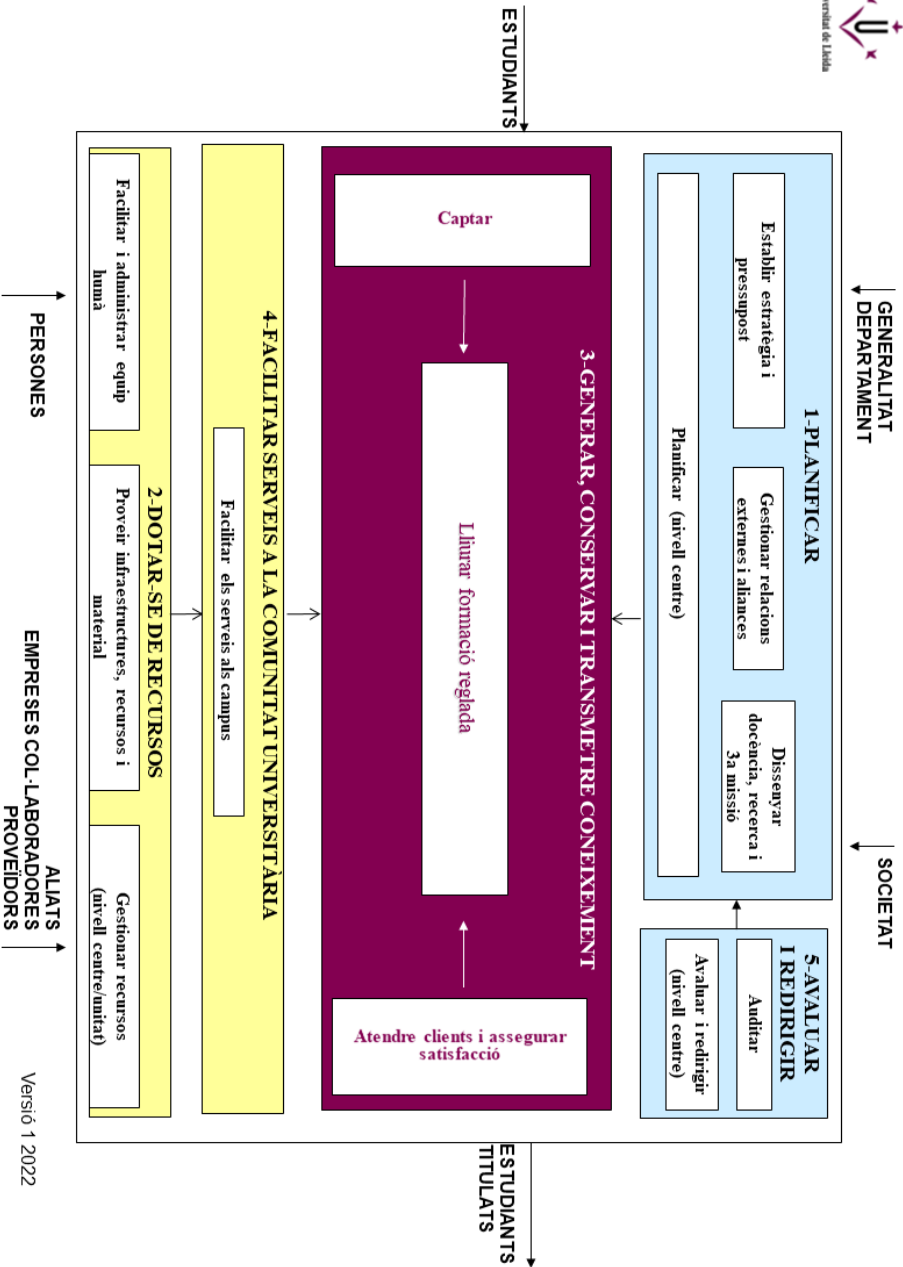 Universitat de Lleida
GENERALITAT
DEPARTAMENT
SOCIETAT
1-PLANIFICAR
Establir estratègia i
pressupost
Gestionar relacions
externes i aliances
Dissenyar
docència, recerca i
3a missió
Planificar (nivell centre)
5-AVALUAR
I REDIRIGIR
Auditar
Avaluar i redirigir
(nivell centre)
ESTUDIANTS
3-GENERAR, CONSERVAR I TRANSMETRE CONEIXEMENT
Captar
Lliurar formació reglada
Atendre clients i assegurar
satisfacció
ESTUDIANTS
TITULATS
4-FACILITAR SERVEIS A LA COMUNITAT UNIVERSITÀRIA
Facilitar els serveis als campus
2-DOTAR-SE DE RECURSOS
Facilitar i administrar equip
humà
Proveir infraestructures, recursos i
material
Gestionar recursos
(nivell centre/unitat)
PERSONES
ALIATS
EMPRESES COL·LABORADORES
PROVEÏDORS
Versió 1 2022